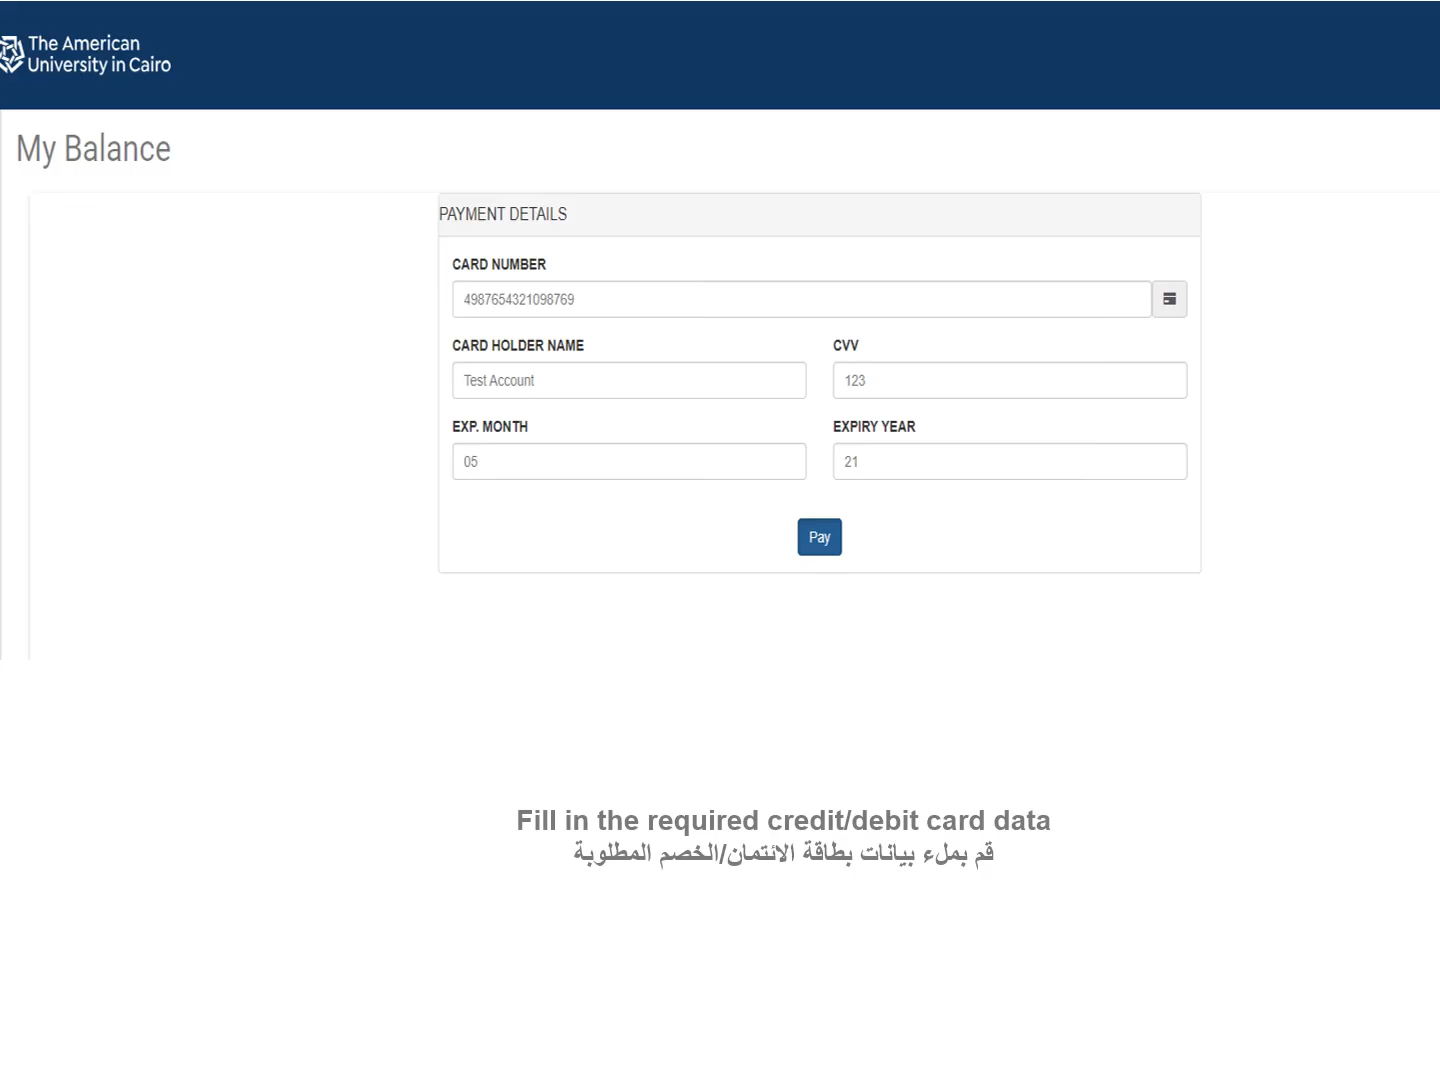 The American
University in Cairo
My Balance
PAYMENT DETAILS
CARD NUMBER
4987654321098769
CARD HOLDER NAME
CVV
Test Account
123
EXP. MONTH
EXPIRY YEAR
05
21
Pay
Fill in the required credit/debit card data
قم بملء بيانات بطاقة الائتمان/الخصم المطلوبة